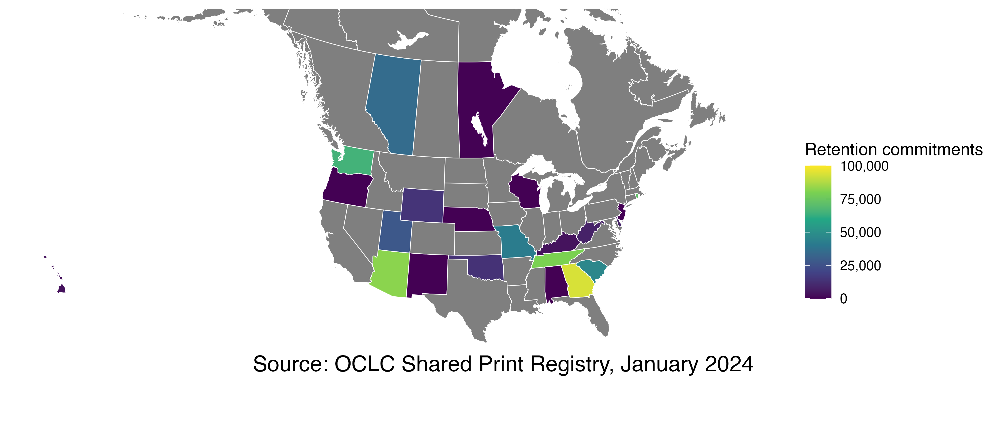 Retention commitments
100,000
75,000
50,000
25,000
0
Source: OCLC Shared Print Registry, January 2024